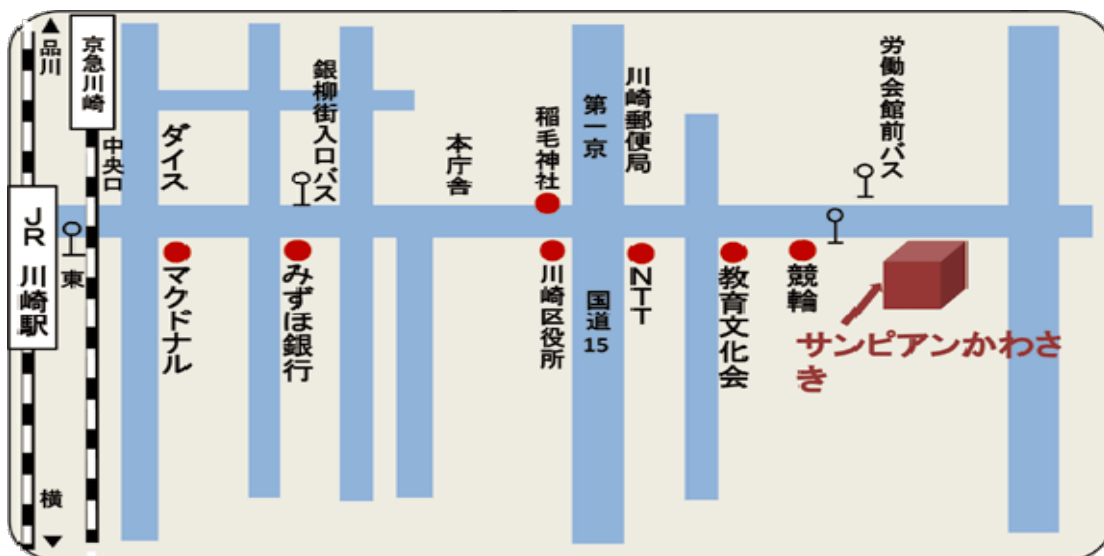 ▲品川
京急川崎
中央口
ダイス
銀柳街入口バス
本庁舎
稲毛神社
第一京
川崎郵便局
労働会館前バス
JR 川崎駅
東
マクドナル
みずほ銀行
川崎区役所
国道15
NTT
教育文化会
競輪
サンピアンかわさ
き
横▼